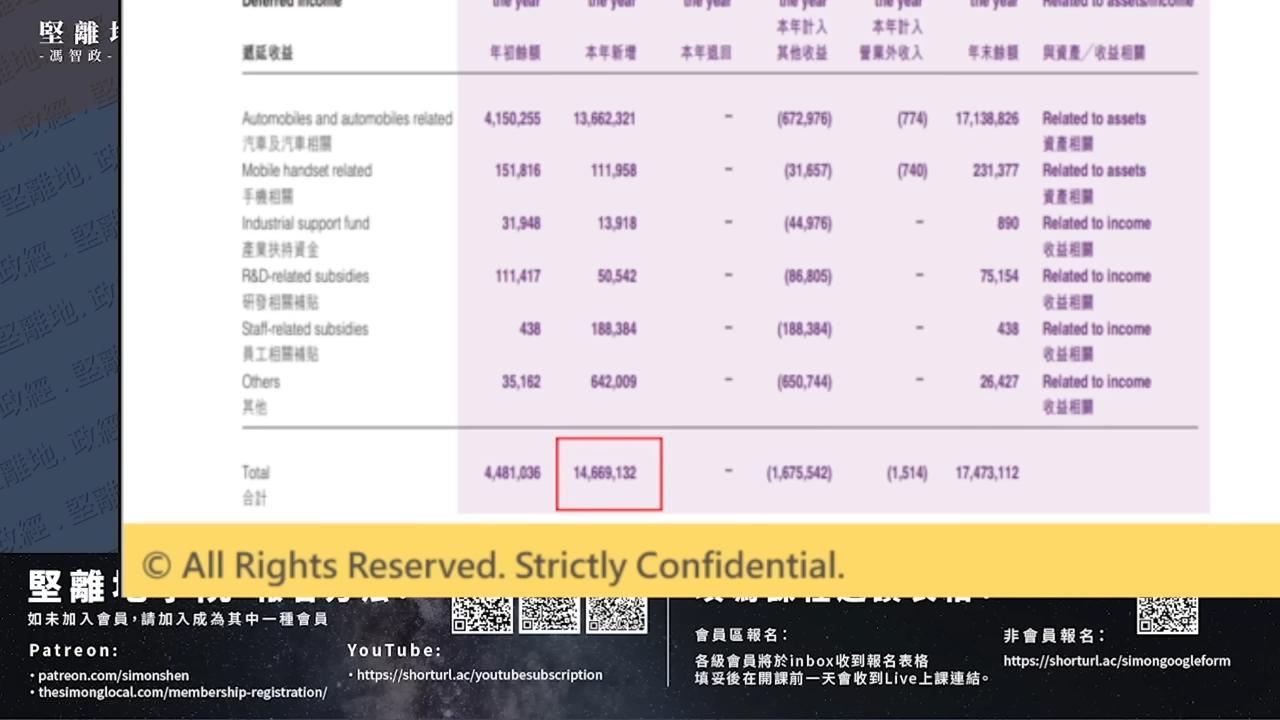 堅離地
- 馮智政 -
Deferred income the year the year the year the year the year the year Related to assets/income
本年計入 本年計入
遞延收益 年初餘額 本年新增 本年退回 其他收益 營業外收入 年末餘額 與資產／收益相關
Automobiles and automobiles related 4,150,255 13,662,321 – (672,976) (774) 17,138,826 Related to assets
汽車及汽車相關 資產相關
Mobile handset related 151,816 111,958 – (31,657) (740) 231,377 Related to assets
手機相關 資產相關
Industrial support fund 31,948 13,918 – (44,976) – 890 Related to income
產業扶持資金 收益相關
R&D-related subsidies 111,417 50,542 – (86,805) – 75,154 Related to income
研發相關補貼 收益相關
Staff-related subsidies 438 188,384 – (188,384) – 438 Related to income
員工相關補貼 收益相關
Others 35,162 642,009 – (650,744) – 26,427 Related to income
其他 收益相關
Total 4,481,036 14,669,132 – (1,675,542) (1,514) 17,473,112
合計
© All Rights Reserved. Strictly Confidential.
堅離地
如未加入會員，請加入成為其中一種會員
Patreon:
• patreon.com/simonshen
• thesimonglocal.com/membership-registration/
YouTube:
• https://shorturl.ac/youtubesubscription
會員區報名：
各級會員將於inbox收到報名表格
填妥後在開課前一天會收到Live上課連結。
非會員報名：
https://shorturl.ac/simongoogleform